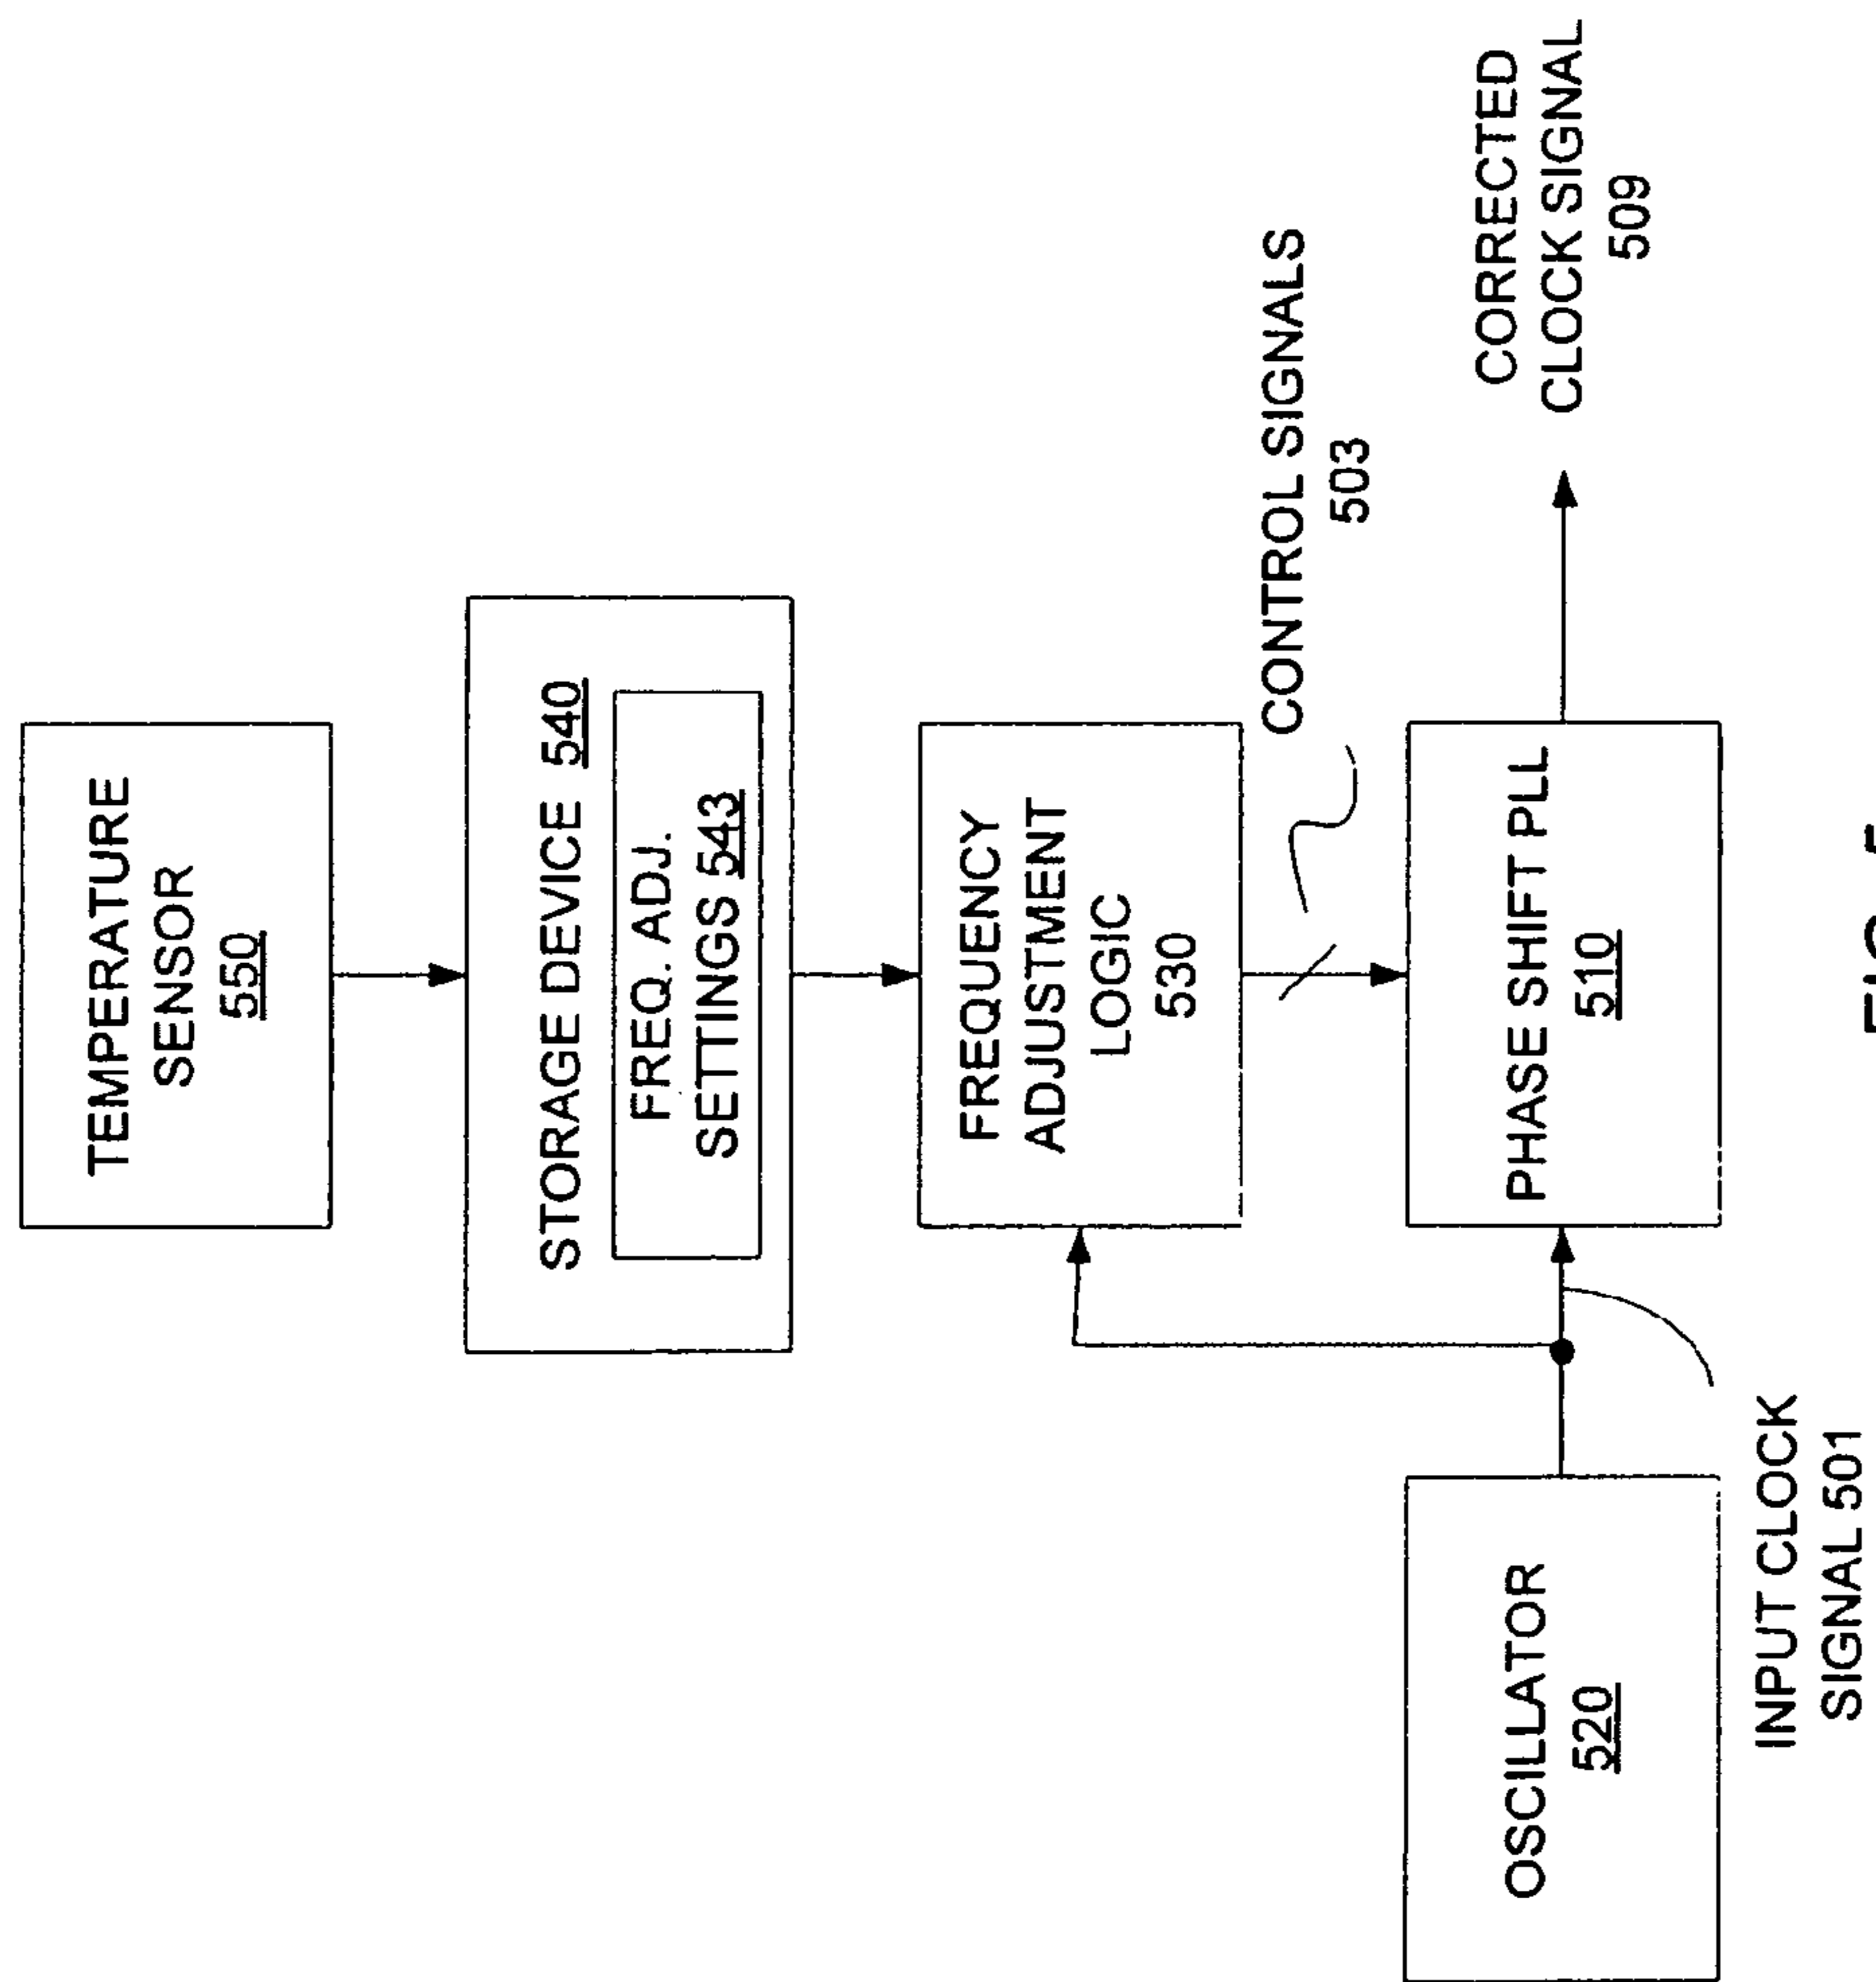 TEMPERATURE
SENSOR
550
STORAGE DEVICE 540
FREQ. ADJ.
SETTINGS 543
FREQUENCY
ADJUSTMENT
LOGIC
530
CONTROL SIGNALS
503
OSCILLATOR
520
INPUT CLOCK
SIGNAL 501
PHASE SHIFT PLL
510
CORRECTED
CLOCK SIGNAL
509